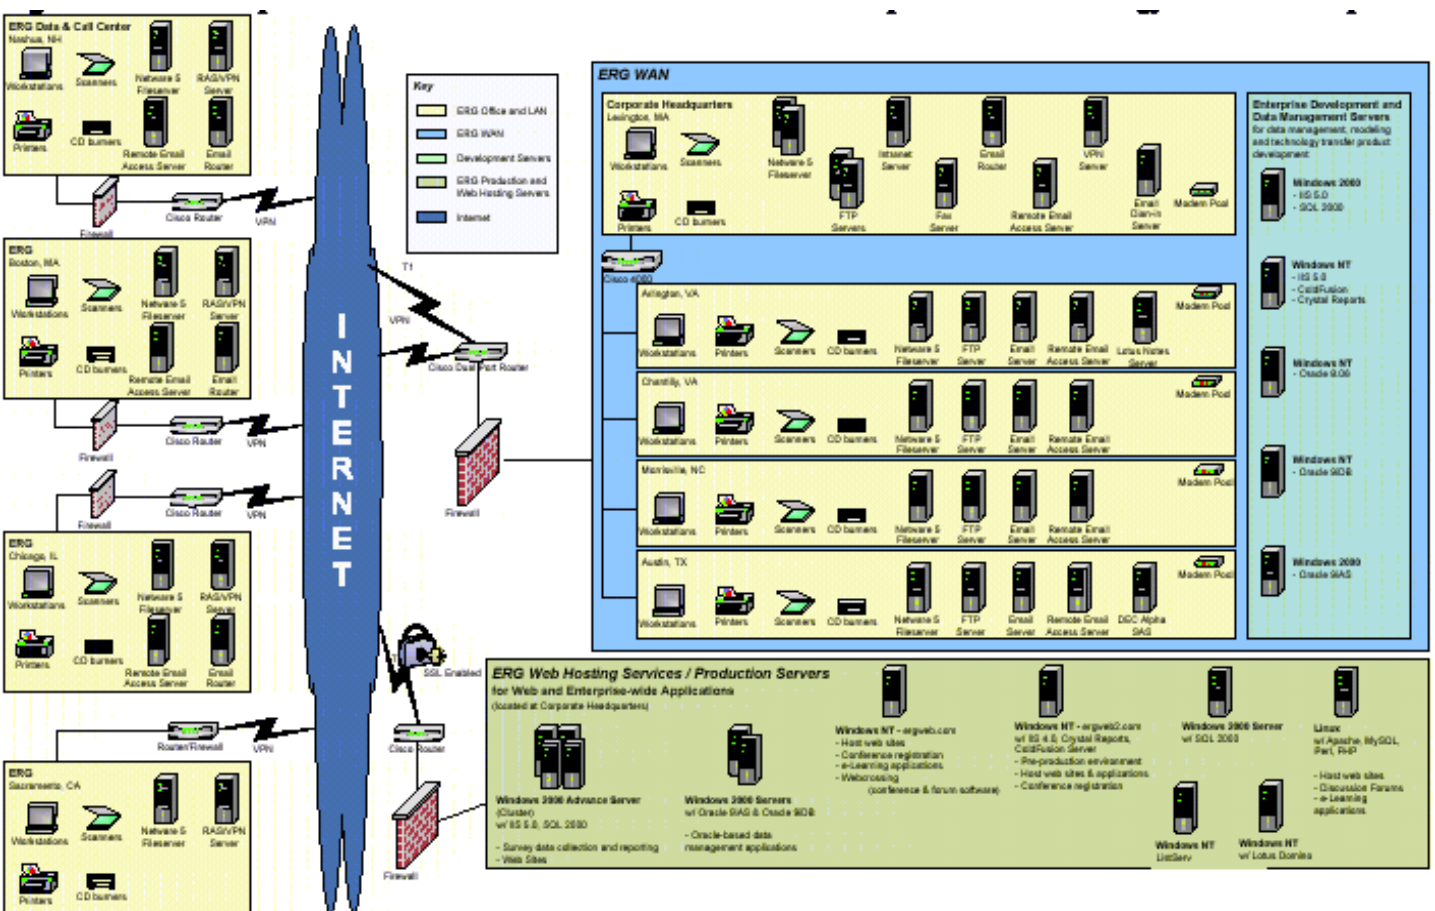 ERG Data & Call Center
Nashua, NH
Workstations
Scanners
Netware 5
Fileserver
RAS/VPN
Server
Printers
CD burners
Remote Email
Access Server
Email
Router
Firewall
Cisco Router
VPN
ERG
Boston, MA
Workstations
Scanners
Netware 5
Fileserver
RAS/VPN
Server
Printers
CD burners
Remote Email
Access Server
Email
Router
Firewall
Cisco Router
VPN
Firewall
Cisco Router
VPN
ERG
Chicago, IL
Workstations
Scanners
Netware 5
Fileserver
RAS/VPN
Server
Printers
CD burners
Remote Email
Access Server
Email
Router
Router/Firewall
VPN
ERG
Sacramento, CA
Workstations
Scanners
Netware 5
Fileserver
RAS/VPN
Server
Printers
CD burners
INTERNET
Key
ERG Office and LAN
ERG WAN
Development Servers
ERG Production and
Web Hosting Servers
Internet
T1
VPN
Cisco Dual Port Router
Firewall
SSL Enabled
Cisco Router
Firewall
ERG WAN
Corporate Headquarters
Lexington, MA
Workstations
Scanners
Netware 5
Fileserver
Intranet
Server
Email
Router
VPN
Server
Printers
CD burners
FTP
Servers
Fax
Server
Remote Email
Access Server
Email
Dian-in
Server
Modem Pool
Cisco 4000
Arlington, VA
Modem Pool
Workstations
Printers
Scanners
CD burners
Netware 5
Fileserver
FTP
Server
Email
Server
Remote Email
Access Server
Lotus Notes
Server
Chantilly, VA
Modem Pool
Workstations
Printers
Scanners
CD burners
Netware 5
Fileserver
FTP
Server
Email
Server
Remote Email
Access Server
Morrisville, NC
Modem Pool
Workstations
Printers
Scanners
CD burners
Netware 5
Fileserver
FTP
Server
Email
Server
Remote Email
Access Server
Austin, TX
Modem Pool
Workstations
Printers
Scanners
CD burners
Netware 5
Fileserver
FTP
Server
Email
Server
Remote Email
Access Server
DEC Alpha
SAS
Enterprise Development and
Data Management Servers
for data management, modeling
and technology transfer product
development
Windows 2000
- IIS 5.0
- SQL 2000
Windows NT
- IIS 5.0
- ColdFusion
- Crystal Reports
Windows NT
- Oracle
Windows NT
- Oracle 9iDB
Windows 2000
- Oracle 9iAS
ERG Web Hosting Services / Production Servers
for Web and Enterprise-wide Applications
(located at Corporate Headquarters)
Windows 2000 Advance Server
(Cluster)
w/ IIS 5.0, SQL 2000
- Survey data collection and reporting
- Web Sites
Windows 2000 Servers
w/ Oracle 9iAS & Oracle 9iDB
- Oracle-based data
management applications
Windows NT - ergweb.com
- Host web sites
- Conference registration
- e-Learning applications
- Webcrossing
(conference & forum software)
Windows NT - ergweb2.com
w/ IIS 4.0, Crystal Reports,
ColdFusion Server
- Pre-production environment
- Host web sites & applications
- Conference registration
Windows 2000 Server
w/ SQL 2000
Linux
w/ Apache, MySQL,
Perl, PHP
- Host web sites
- Discussion Forums
- e-Learning
applications
Windows NT
ListServ
Windows NT
w/ Lotus Domino